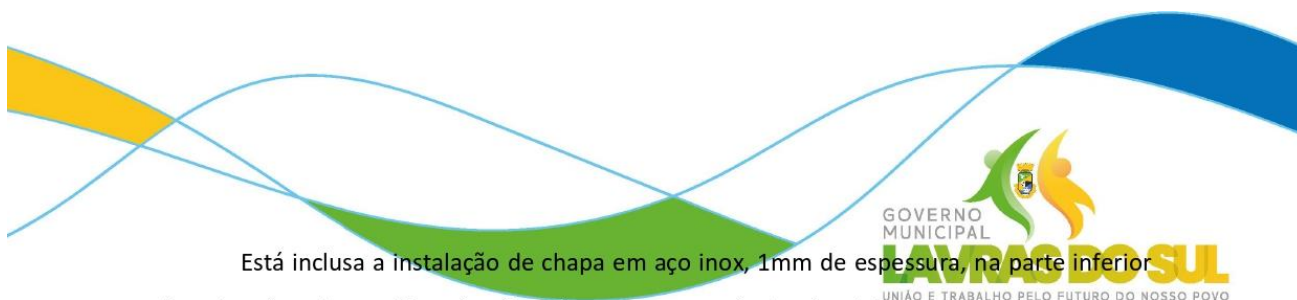 GOVERNO
MUNICIPAL
LAVRAS DO SUL
UNIÃO E TRABALHO PELO FUTURO DO NOSSO POVO
Está inclusa a instalação de chapa em aço inox, 1mm de espessura, na parte inferior